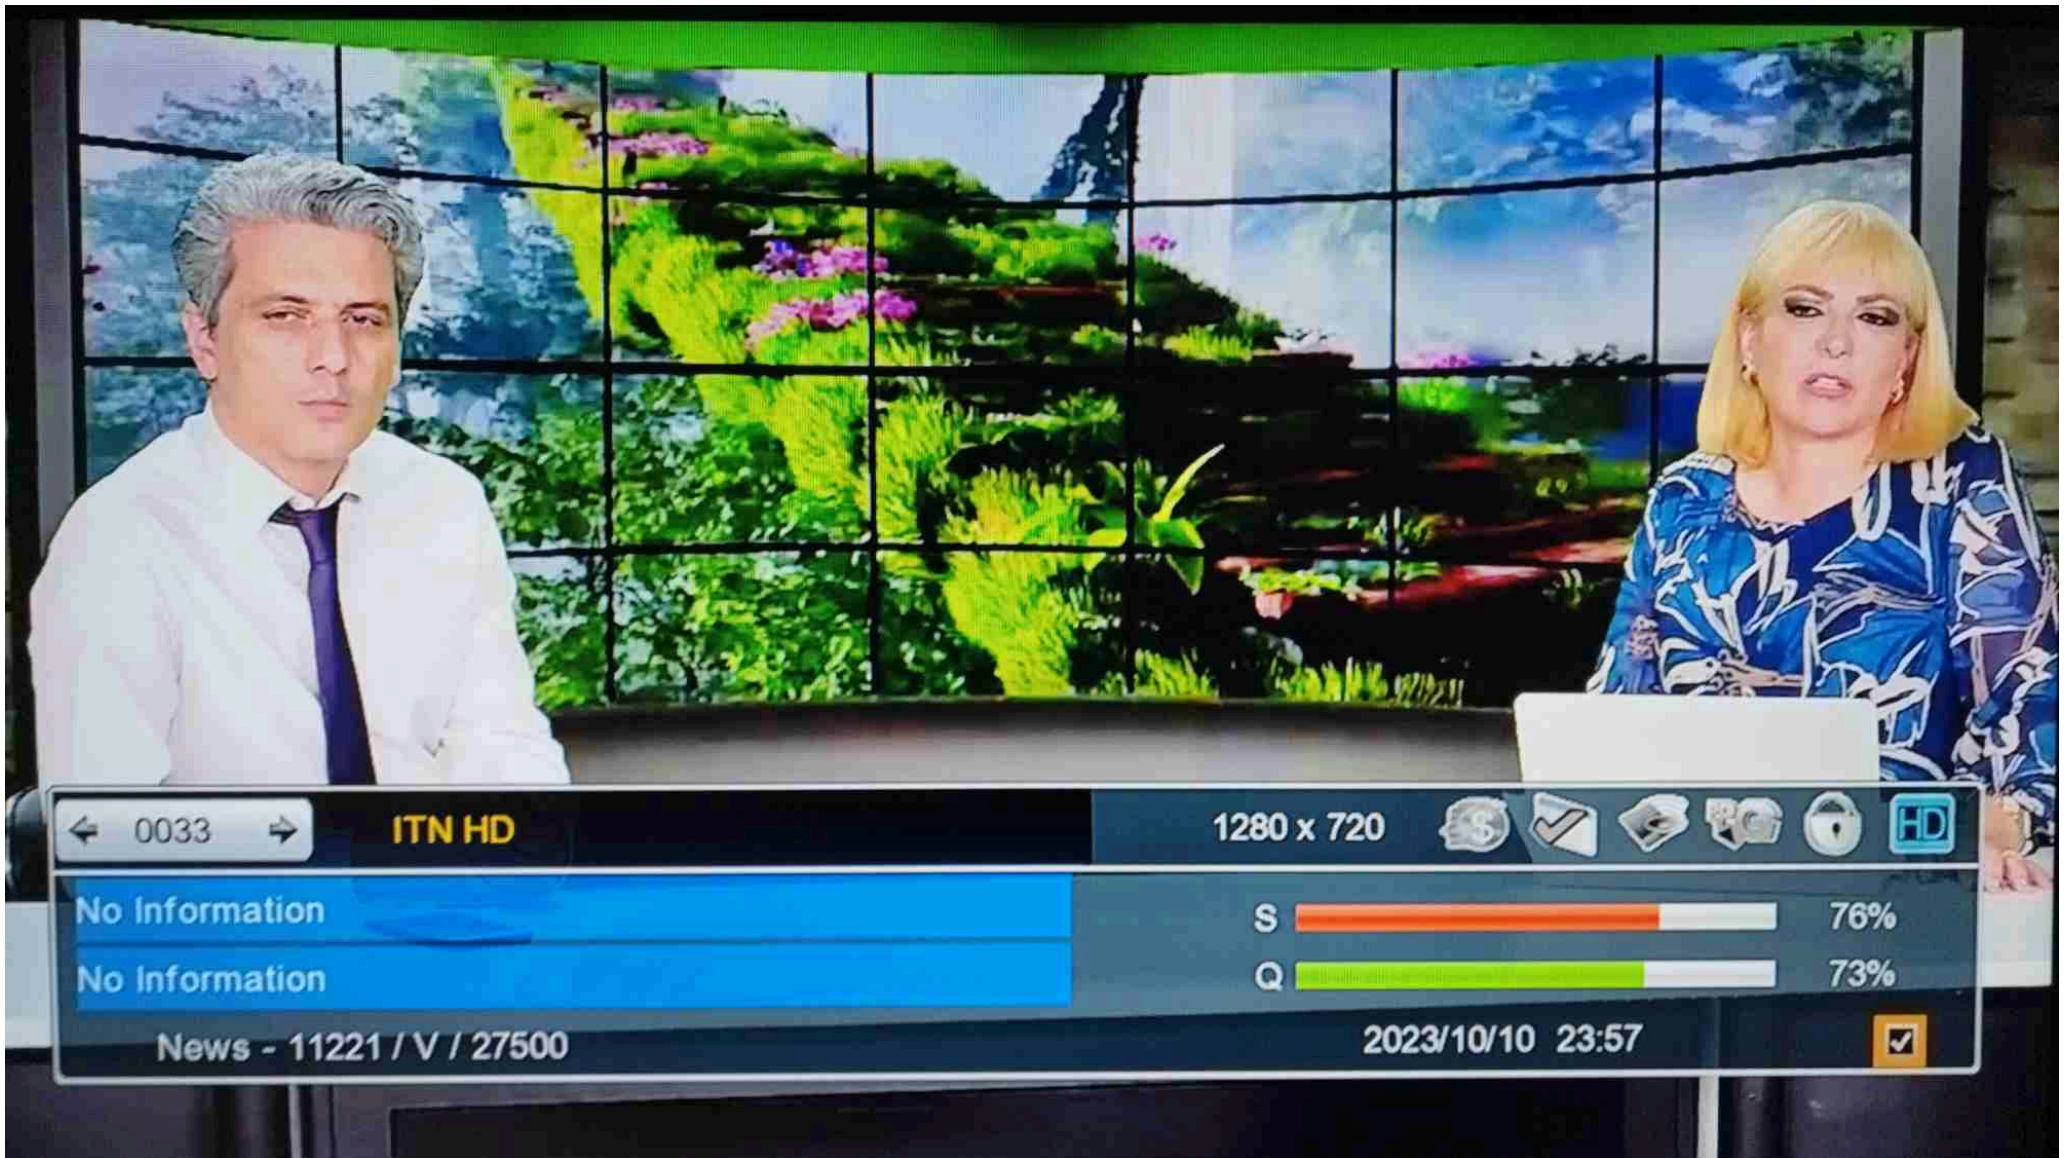 0033 ITN HD 1280 x 720 $ HD
No Information
S 76%
No Information
Q 73%
News - 11221 / V / 27500 2023/10/10 23:57